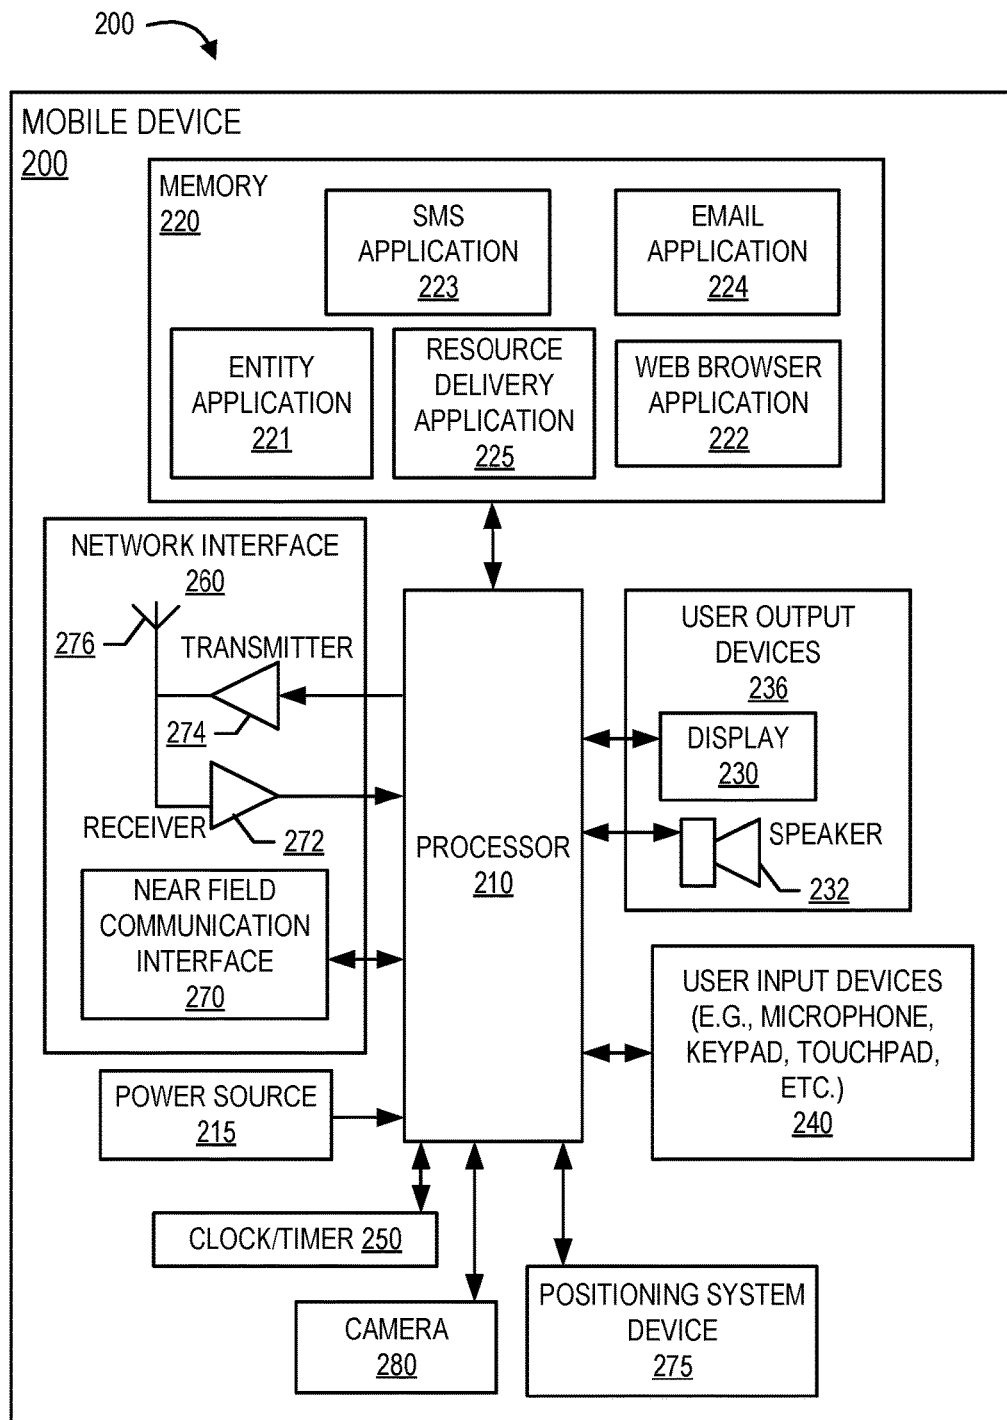 200
MOBILE DEVICE
200
MEMORY
220
SMS
APPLICATION
223
EMAIL
APPLICATION
224
ENTITY
APPLICATION
221
RESOURCE
DELIVERY
APPLICATION
225
WEB BROWSER
APPLICATION
222
NETWORK INTERFACE
260
276
TRANSMITTER
274
RECEIVER
272
NEAR FIELD
COMMUNICATION
INTERFACE
270
PROCESSOR
210
USER OUTPUT
DEVICES
236
DISPLAY
230
SPEAKER
232
USER INPUT DEVICES
(E.G., MICROPHONE,
KEYPAD, TOUCHPAD,
ETC.)
240
POWER SOURCE
215
CLOCK/TIMER 250
CAMERA
280
POSITIONING SYSTEM
DEVICE
275